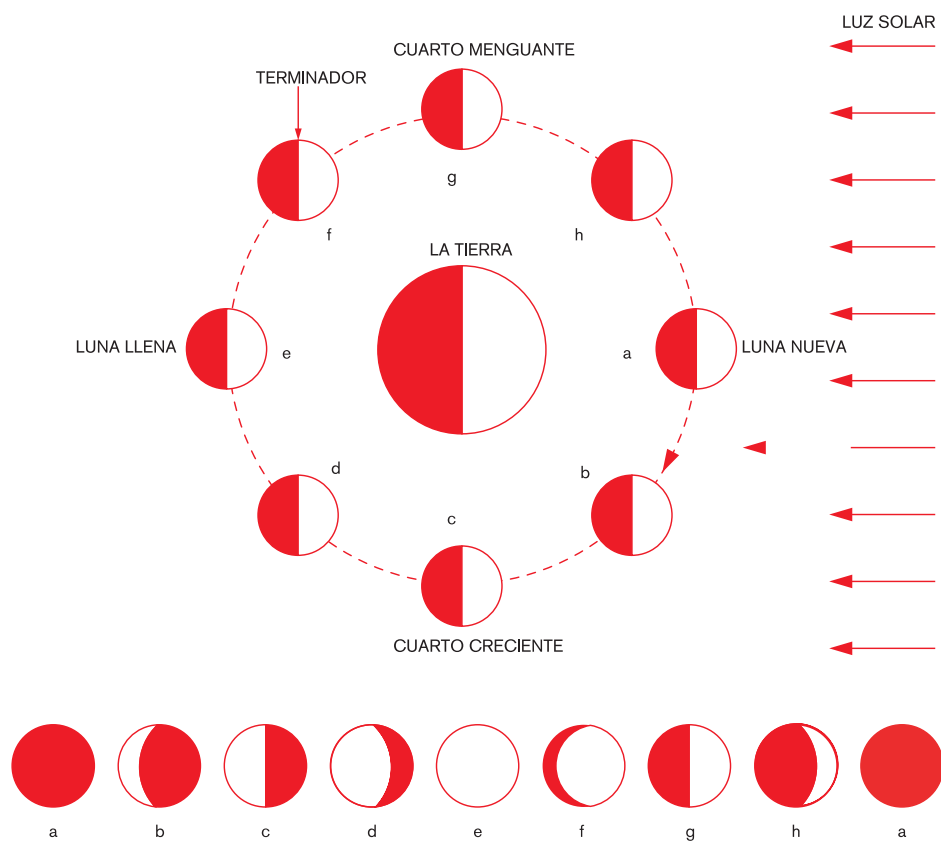 LUZ SOLAR
CUARTO MENGUANTE
TERMINADOR
g
f
h
LA TIERRA
LUNA LLENA
e
a
LUNA NUEVA
d
b
c
CUARTO CRECIENTE
a b c d e f g h a